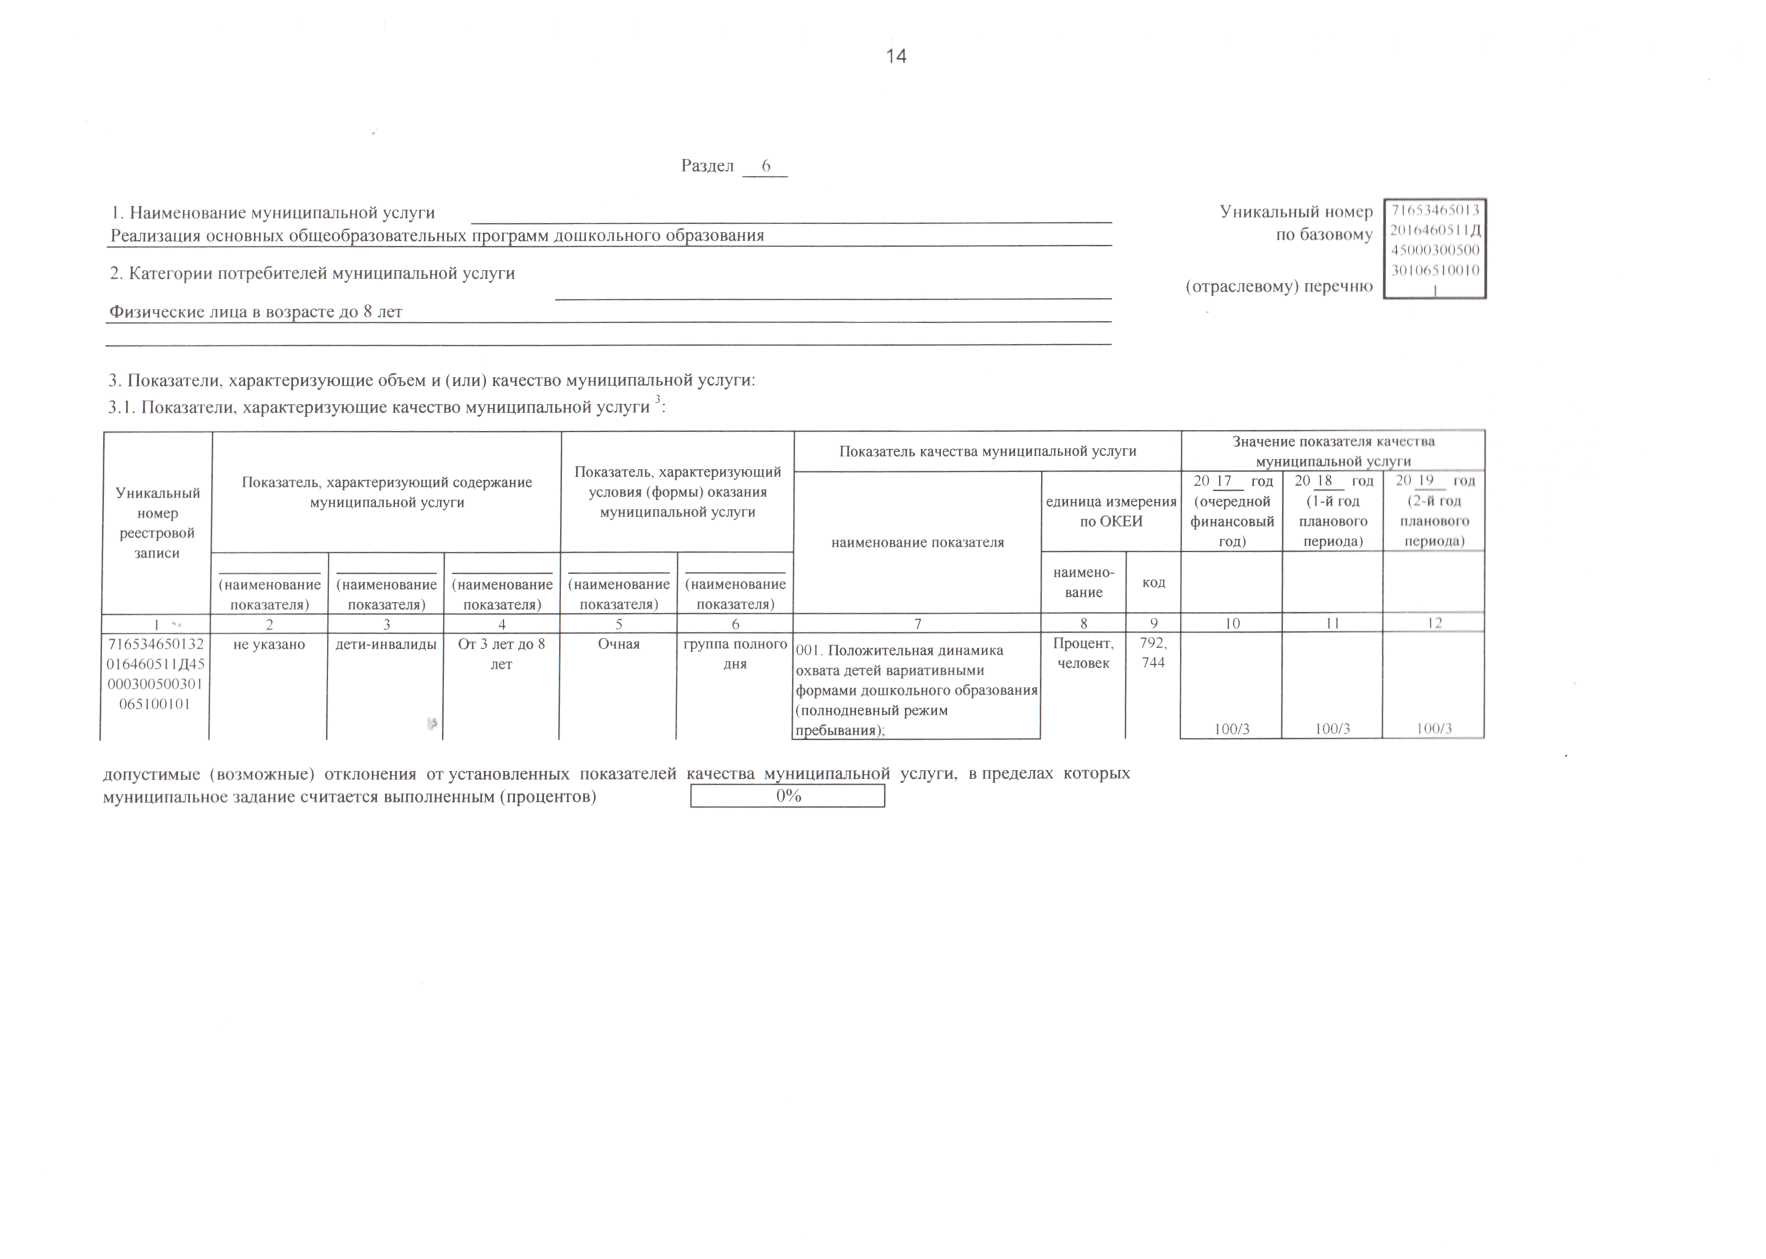 14
Раздел 6
1. Наименование муниципальной услуги
Реализация основных общеобразовательных программ дошкольного образования
2. Категории потребителей муниципальной услуги
Физические лица в возрасте до 8 лет
Уникальный номер
по базовому
(отраслевому) перечню
71653465013
2016460511Д
45000300500
30106510010
1
3. Показатели, характеризующие объем и (или) качество муниципальной услуги:
3.1. Показатели, характеризующие качество муниципальной услуги 3:
Уникальный
номер
реестровой
записи
Показатель, характеризующий содержание
муниципальной услуги
Показатель, характеризующий
условия (формы) оказания
муниципальной услуги
Показатель качества муниципальной услуги
Значение показателя качества
муниципальной услуги
наименование показателя
единица измерения
по ОКЕИ
20 17 год
(очередной
финансовый
год)
20 18 год
(1-й год
планового
периода)
20 19 год
(2-й год
планового
периода)
(наименование
показателя)
(наименование
показателя)
(наименование
показателя)
(наименование
показателя)
(наименование
показателя)
наимено-
вание
код
1 2 3 4 5 6 7 8 9 10 11 12
716534650132
016460511Д45
000300500301
065100101
не указано
дети-инвалиды
От 3 лет до 8
лет
Очная
группа полного
дня
001. Положительная динамика
охвата детей вариативными
формами дошкольного образования
(полнодневный режим
пребывания);
Процент,
человек
792,
744
100/3
100/3
100/3
допустимые (возможные) отклонения от установленных показателей качества муниципальной услуги, в пределах которых
муниципальное задание считается выполненным (процентов)
0%